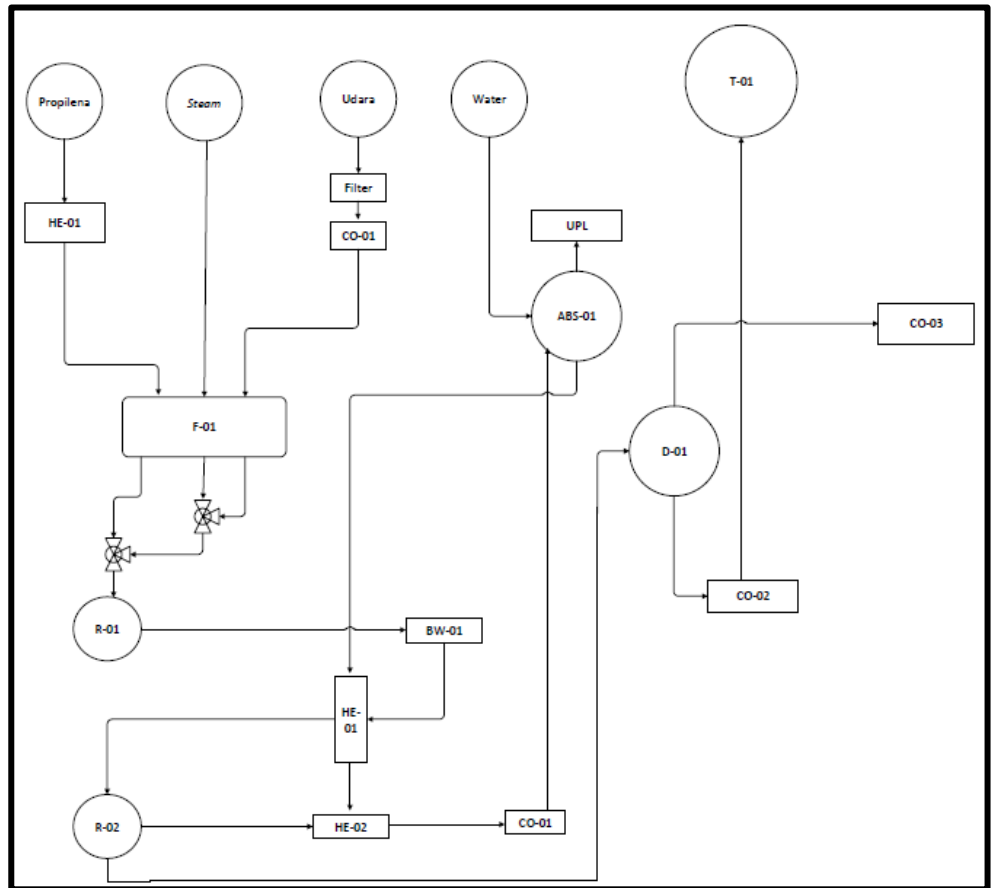 Propilena
Steam
Udara
Water
T-01
Filter
HE-01
CO-01
UPL
ABS-01
CO-03
F-01
D-01
CO-02
R-01
BW-01
HE-
01
R-02
HE-02
CO-01